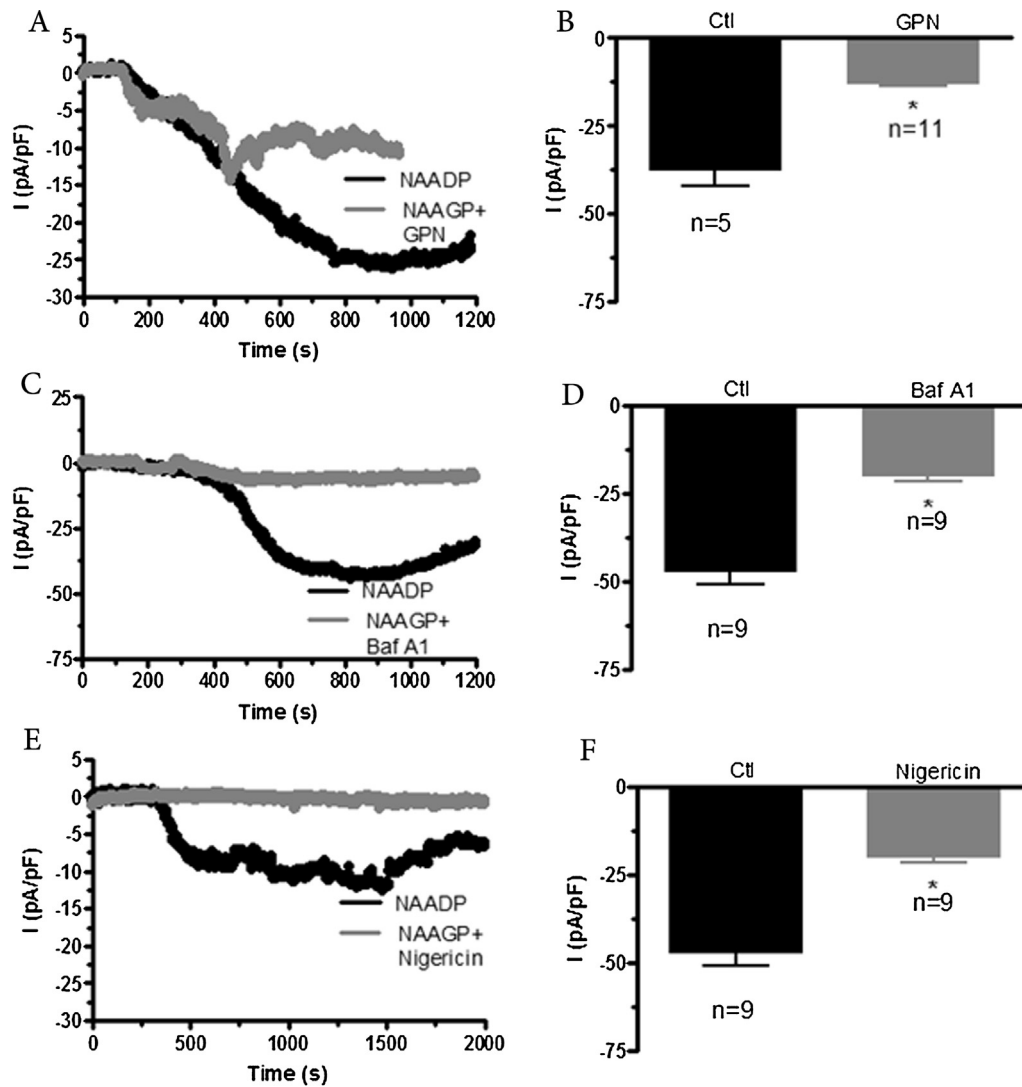 A
I (pA/pF)
5
0
-5
-10
-15
-20
-25
-30
NAADP
NAAGP+
GPN
0 200 400 600 800 1000 1200
Time (s)
B
Ctl GPN
I (pA/pF)
0
-25
-50
-75
*
n=11
n=5
C
I (pA/pF)
25
0
-25
-50
-75
NAADP
NAAGP+
Baf A1
0 200 400 600 800 1000 1200
Time (s)
D
Ctl Baf A1
I (pA/pF)
0
-25
-50
-75
*
n=9
n=9
E
I (pA/pF)
5
0
-5
-10
-15
-20
-25
-30
NAADP
NAAGP+
Nigericin
0 500 1000 1500 2000
Time (s)
F
Ctl Nigericin
I (pA/pF)
0
-25
-50
-75
*
n=9
n=9